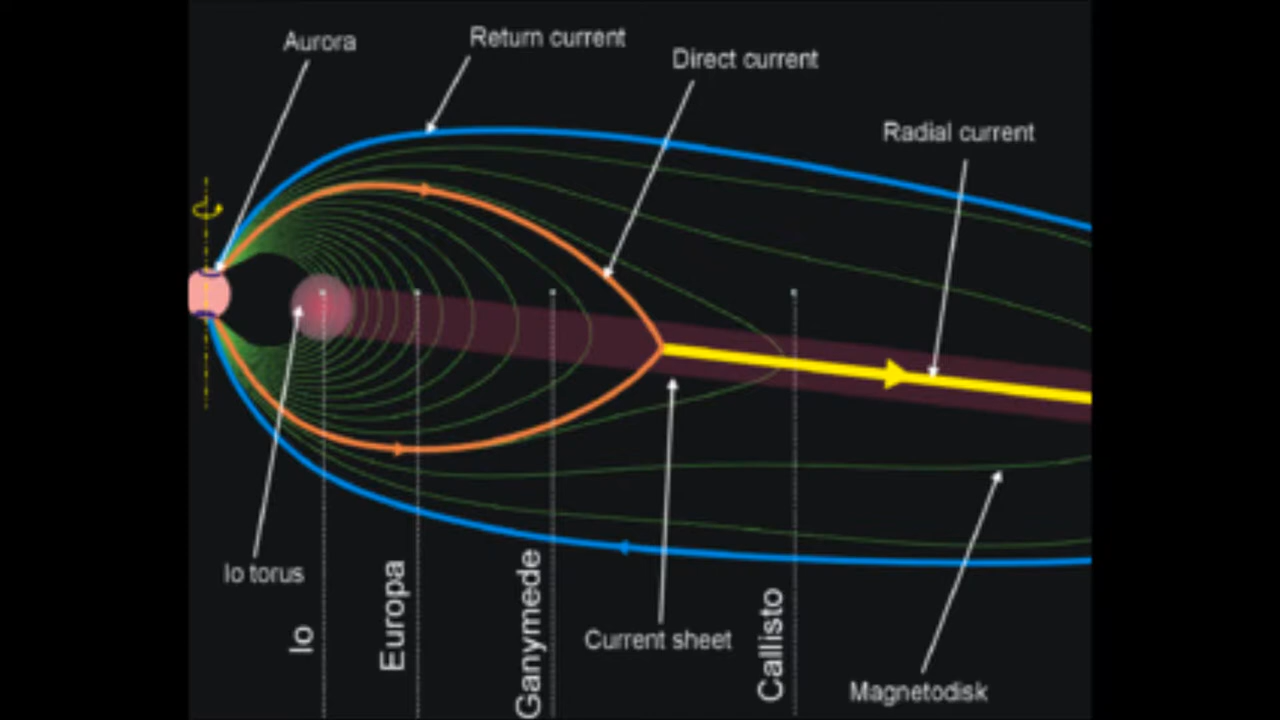 Aurora
Return current
Direct current
Radial current
Io torus
Io
Europa
Ganymede
Current sheet
Callisto
Magnetodisk